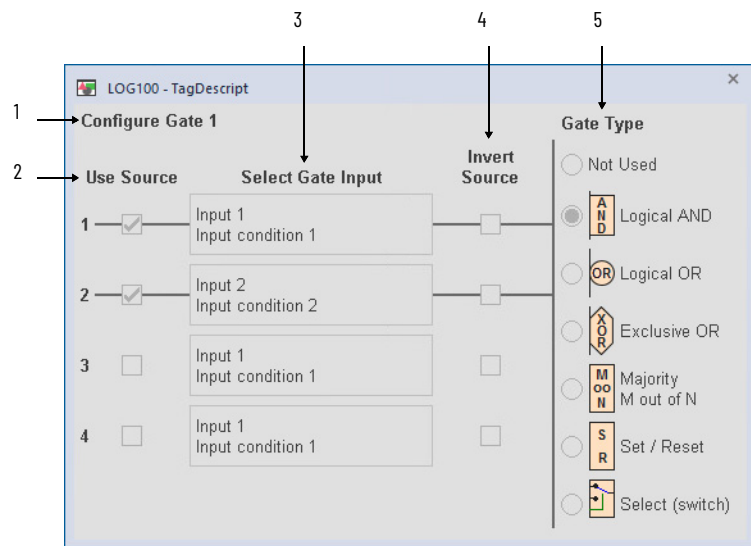 3
4
5
LOG100 - TagDescript
×
1
Configure Gate 1
Gate Type
2
Use Source
Select Gate Input
Invert
Source
Not Used
1
Input 1
Input condition 1
AND
Logical AND
2
Input 2
Input condition 2
OR
Logical OR
3
Input 1
Input condition 1
XOR
Exclusive OR
4
Input 1
Input condition 1
M
oo
N
Majority
M out of N
S
R
Set / Reset
Select (switch)